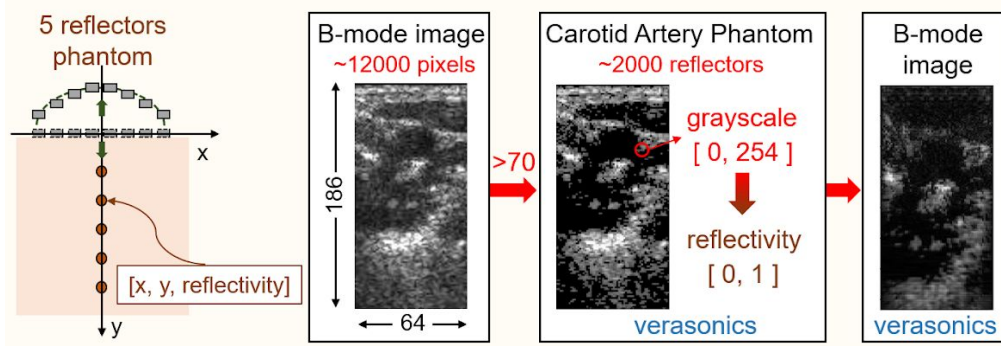 5 reflectors
phantom
x
[x, y, reflectivity]
y
B-mode image
~12000 pixels
186
64
>70
Carotid Artery Phantom
~2000 reflectors
grayscale
[ 0, 254 ]
reflectivity
[ 0, 1 ]
verasonics
B-mode
image
verasonics